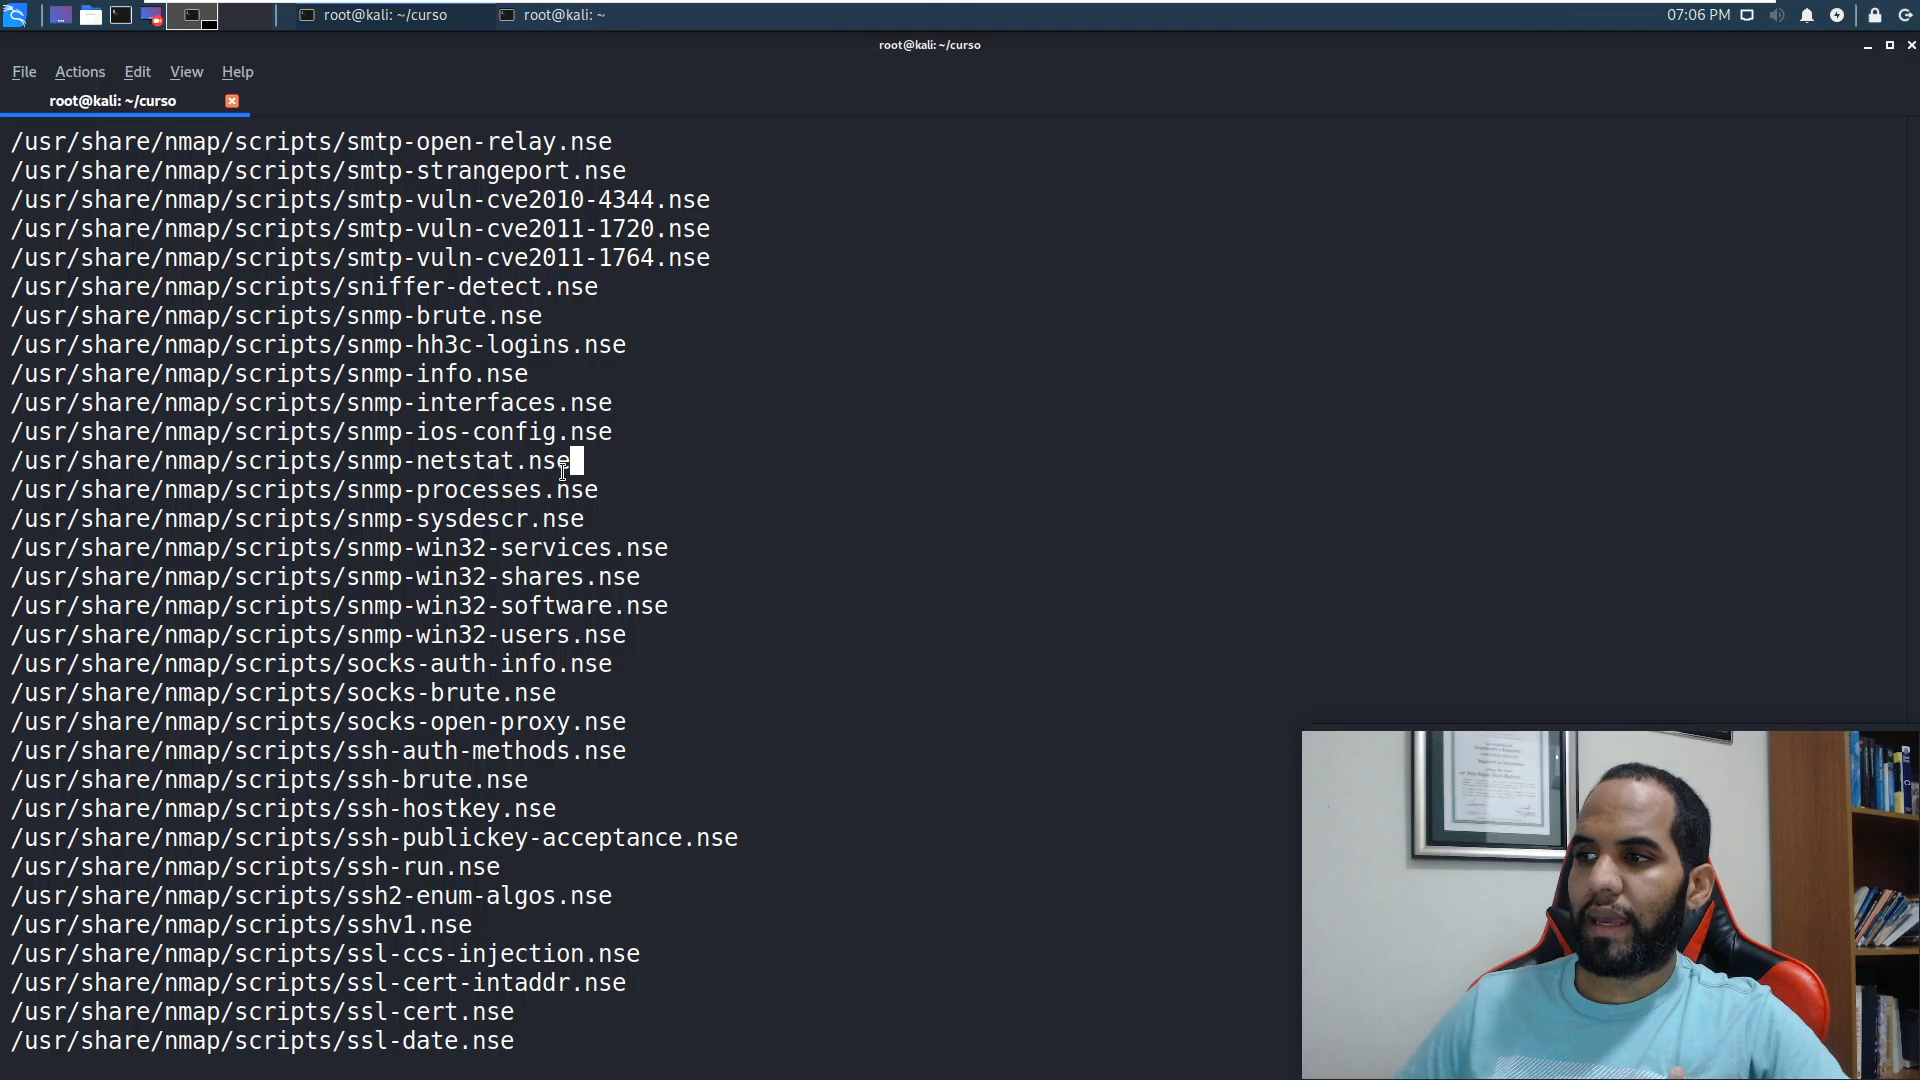 root@kali: ~/curso
root@kali: ~
07:06 PM
root@kali: ~/curso
File Actions Edit View Help
root@kali: ~/curso
/usr/share/nmap/scripts/smtp-open-relay.nse
/usr/share/nmap/scripts/smtp-strangeport.nse
/usr/share/nmap/scripts/smtp-vuln-cve2010-4344.nse
/usr/share/nmap/scripts/smtp-vuln-cve2011-1720.nse
/usr/share/nmap/scripts/smtp-vuln-cve2011-1764.nse
/usr/share/nmap/scripts/sniffer-detect.nse
/usr/share/nmap/scripts/snmp-brute.nse
/usr/share/nmap/scripts/snmp-hh3c-logins.nse
/usr/share/nmap/scripts/snmp-info.nse
/usr/share/nmap/scripts/snmp-interfaces.nse
/usr/share/nmap/scripts/snmp-ios-config.nse
/usr/share/nmap/scripts/snmp-netstat.nse
/usr/share/nmap/scripts/snmp-processes.nse
/usr/share/nmap/scripts/snmp-sysdescr.nse
/usr/share/nmap/scripts/snmp-win32-services.nse
/usr/share/nmap/scripts/snmp-win32-shares.nse
/usr/share/nmap/scripts/snmp-win32-software.nse
/usr/share/nmap/scripts/snmp-win32-users.nse
/usr/share/nmap/scripts/socks-auth-info.nse
/usr/share/nmap/scripts/socks-brute.nse
/usr/share/nmap/scripts/socks-open-proxy.nse
/usr/share/nmap/scripts/ssh-auth-methods.nse
/usr/share/nmap/scripts/ssh-brute.nse
/usr/share/nmap/scripts/ssh-hostkey.nse
/usr/share/nmap/scripts/ssh-publickey-acceptance.nse
/usr/share/nmap/scripts/ssh-run.nse
/usr/share/nmap/scripts/ssh2-enum-algos.nse
/usr/share/nmap/scripts/sshv1.nse
/usr/share/nmap/scripts/ssl-ccs-injection.nse
/usr/share/nmap/scripts/ssl-cert-intaddr.nse
/usr/share/nmap/scripts/ssl-cert.nse
/usr/share/nmap/scripts/ssl-date.nse